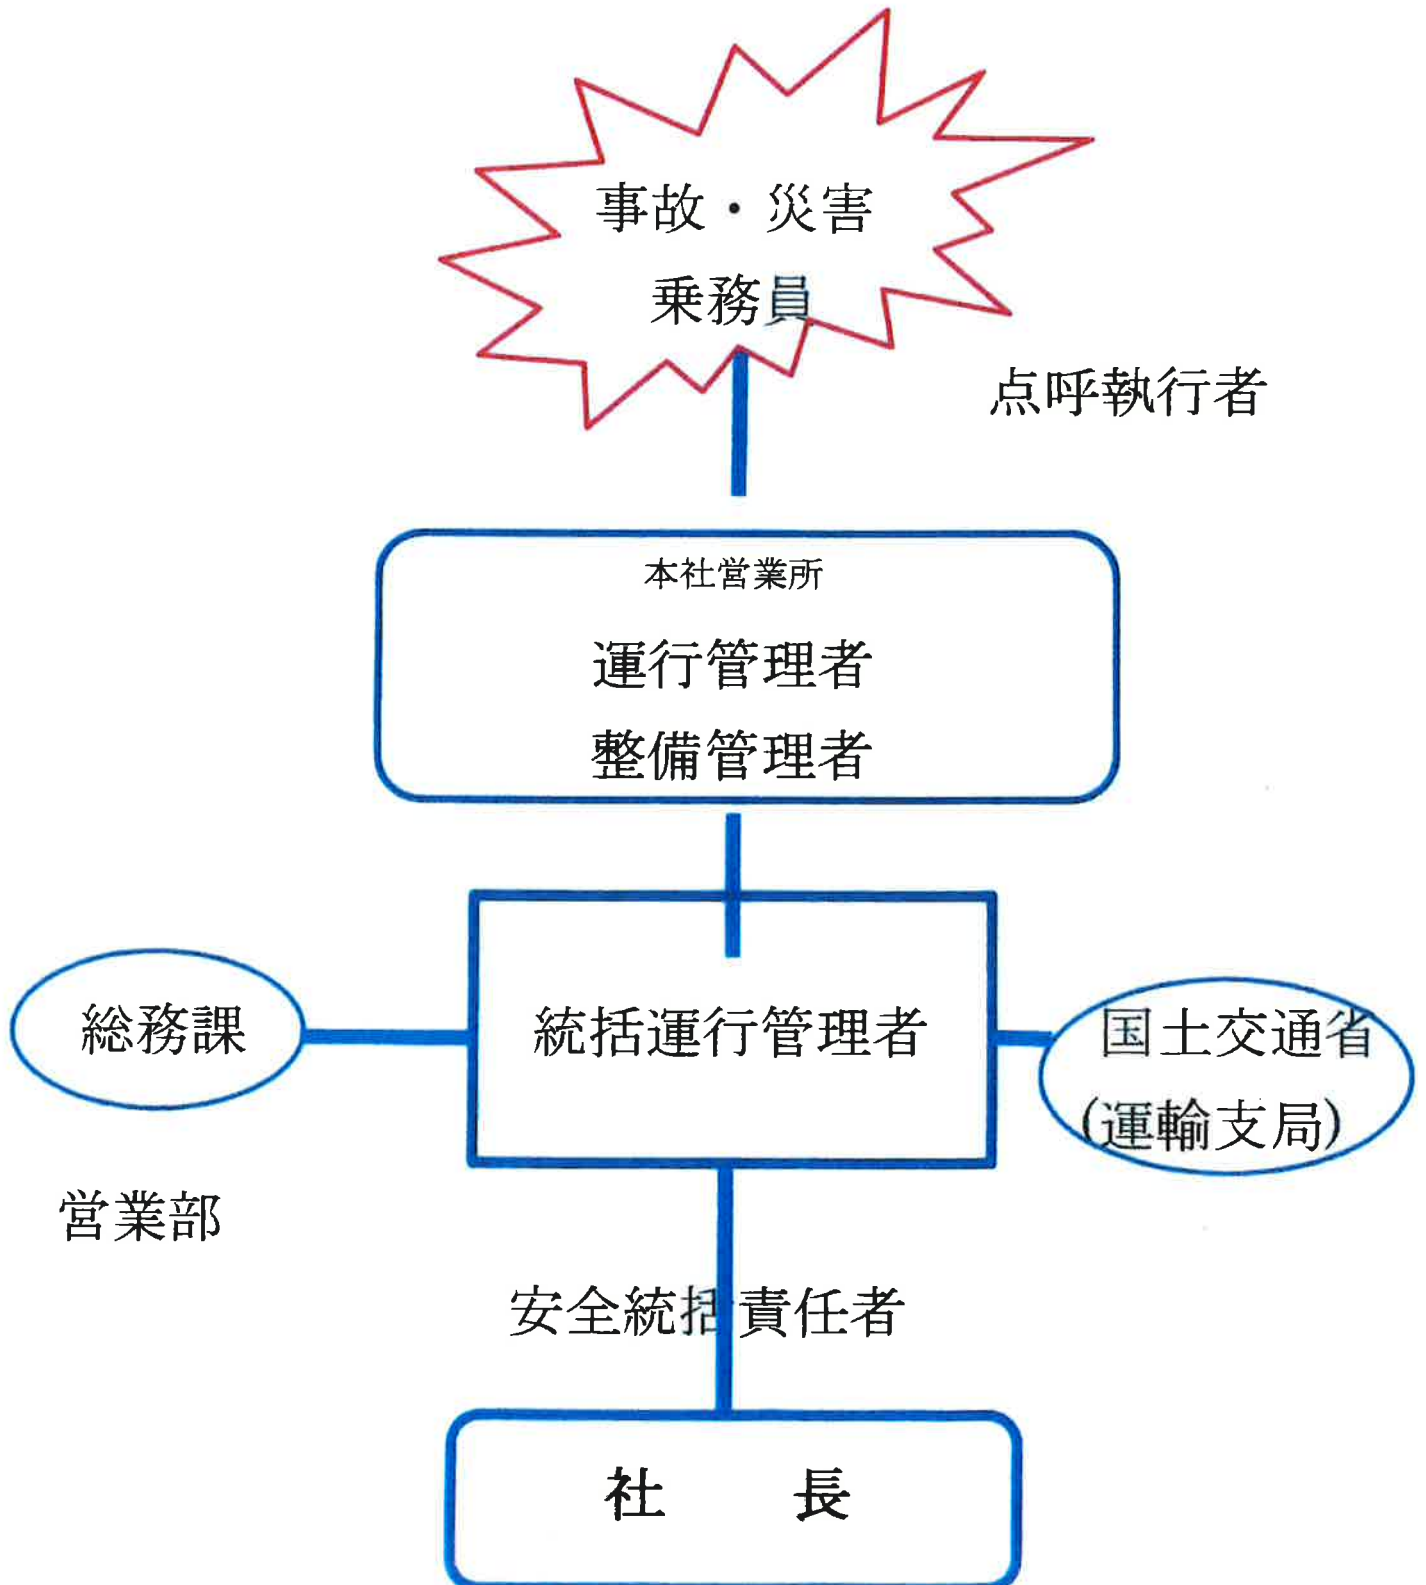 事故・災害
乗務員
点呼執行者
本社営業所
運行管理者
整備管理者
総務課
統括運行管理者
国土交通省
(運輸支局)
営業部
安全統括責任者
社 長